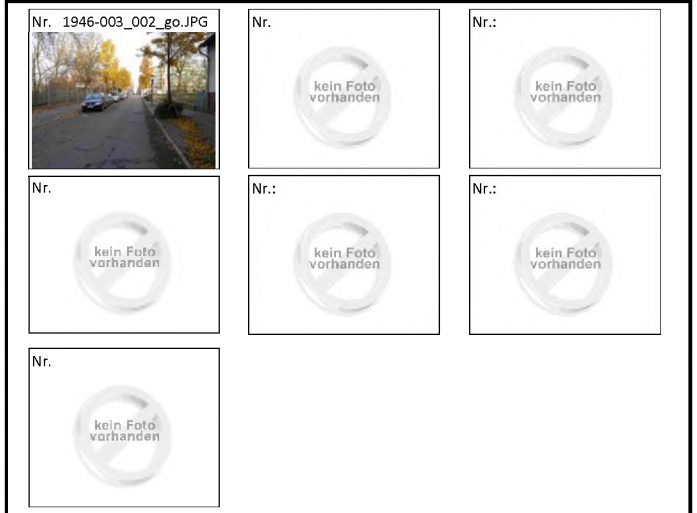 Nr. 1946-003_002_go.JPG
Nr.
kein Foto
vorhanden
Nr.:
kein Foto
vorhanden
Nr.
kein Foto
vorhanden
Nr.:
kein Foto
vorhanden
Nr.:
kein Foto
vorhanden
Nr.
kein Foto
vorhanden